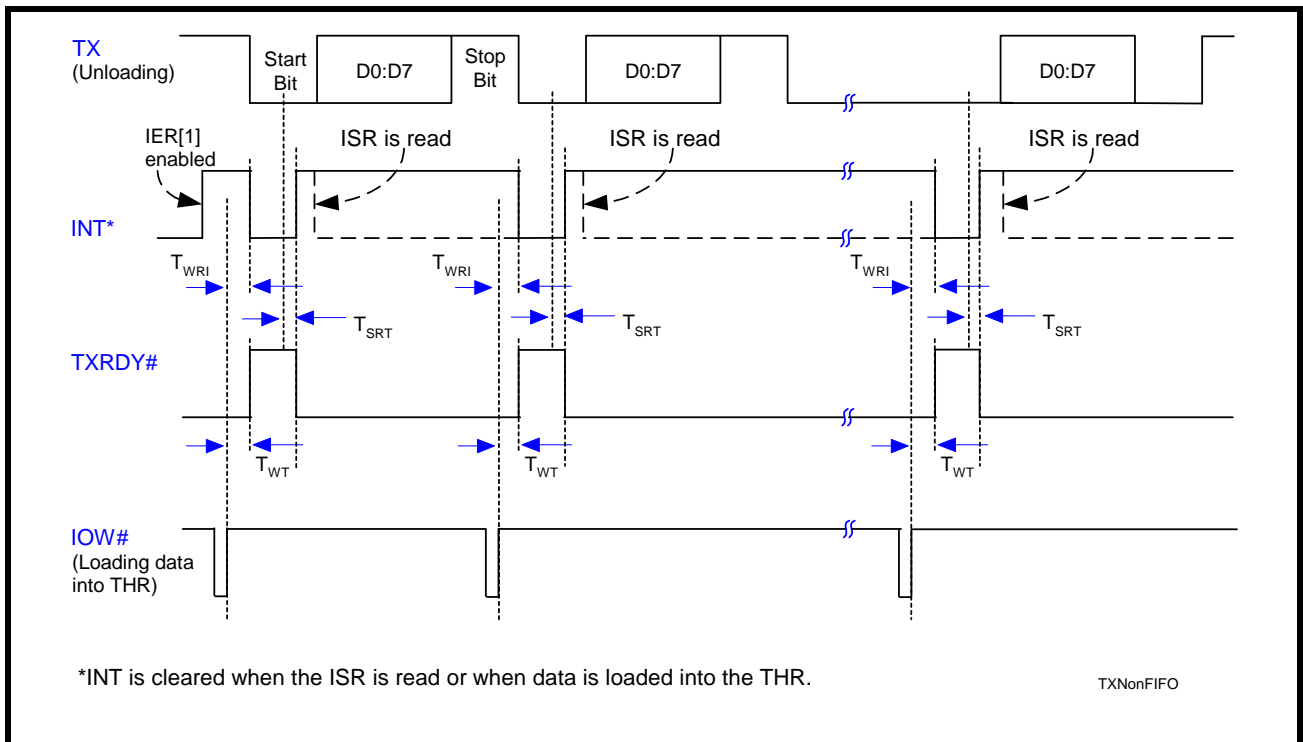 TX
(Unloading)
Start
Bit
D0:D7
Stop
Bit
D0:D7
D0:D7
IER[1]
enabled
ISR is read
ISR is read
ISR is read
INT*
TWRI
TWRI
TWRI
TSRT
TSRT
TSRT
TXRDY#
TWT
TWT
TWT
IOW#
(Loading data
into THR)
*INT is cleared when the ISR is read or when data is loaded into the THR.
TXNonFIFO